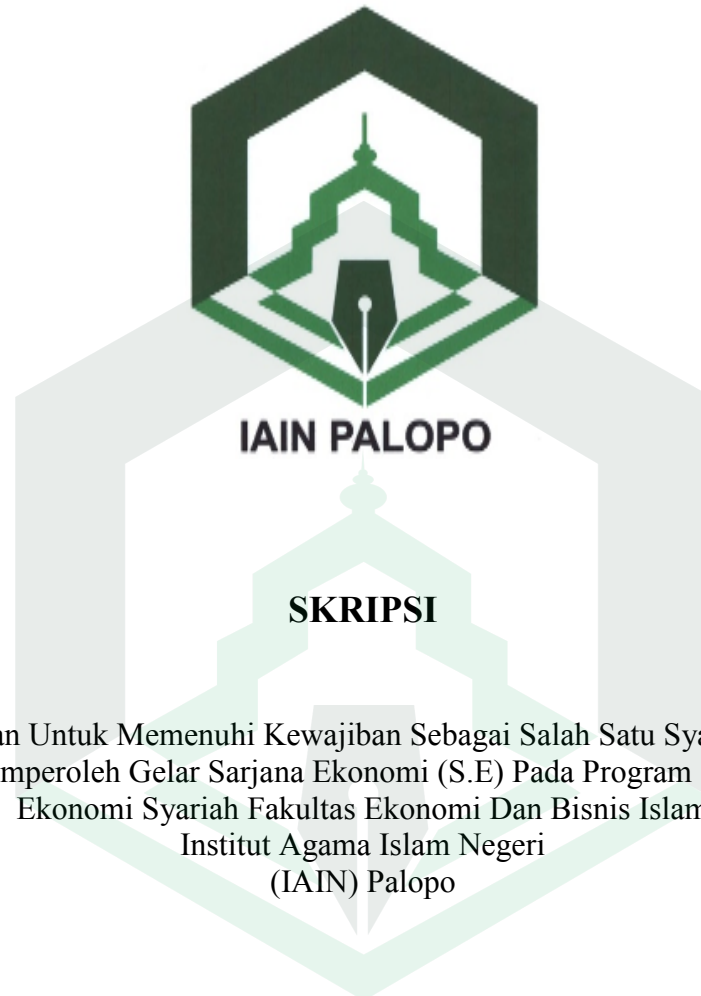 IAIN PALOPO
SKRIPSI
Untuk Memenuhi Kewajiban Sebagai Salah Satu
Gelar Sarjana Ekonomi (S.E) Pada Program
Ekonomi Syariah Fakultas Ekonomi Dan Bisnis Islam
Institut Agama Islam Negeri
(IAIN) Palopo